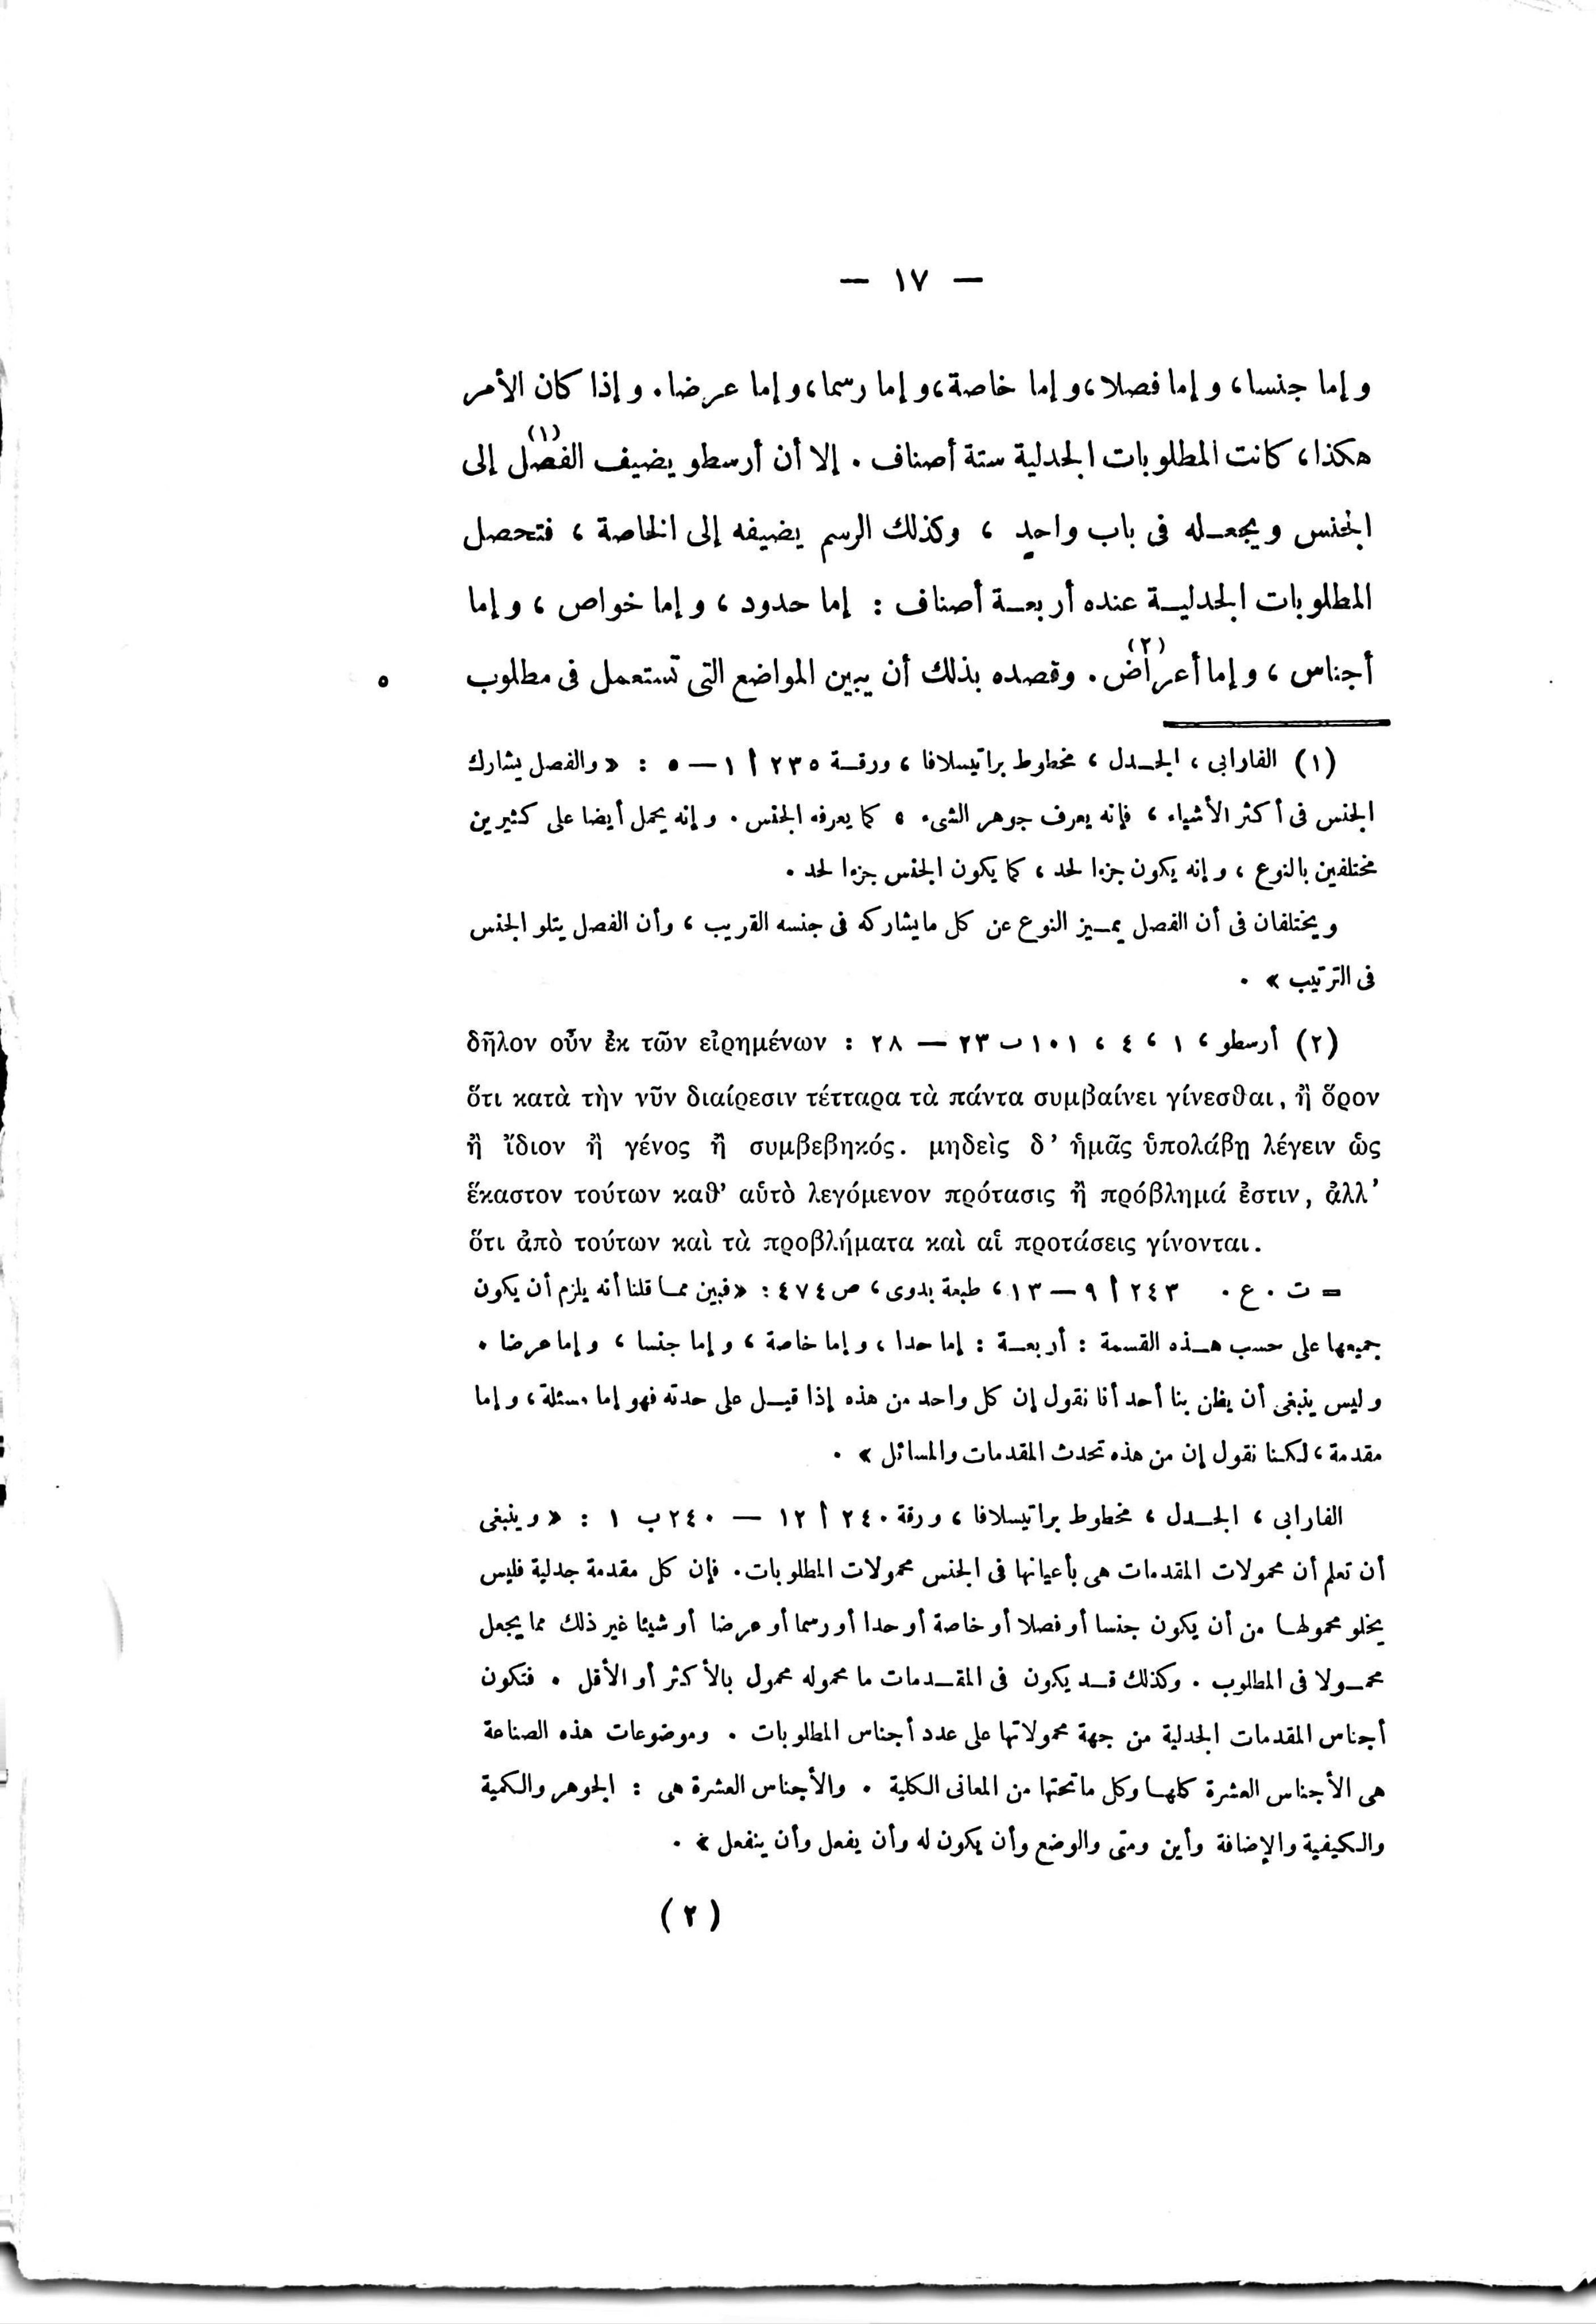 — ١٧ —
وإما جنسا، وإما فصلا، وإما خاصة، وإما رسما، وإما عرضا. وإذا كان الأمر
هكذا، كانت المطلوبات الجدلية ستة أصناف. إلا أن أرسطو يضيف الفصل(١) إلى
الجنس ويجعله فى باب واحدٍ، وكذلك الرسم يضيفه إلى الخاصة، فتحصل
المطلوبات الجدلية عنده أربعة أصناف: إما حدود، وإما خواص، وإما
أجناس، وإما أعراض(٢). وقصده بذلك أن يبين المواضع التى تستعمل فى مطلوب ٥
(١) الفارابى، الجدل، مخطوط براتيسلافا، ورقة ٢٣٥ أ ١ — ٥ : «والفصل يشارك
الجنس فى أكثر الأشياء، فإنه يعرف جوهر الشىء ٥ كما يعرفه الجنس. وإنه يحمل أيضا على كثيرين
مختلفين بالنوع، وإنه يكون جزءا لحد، كما يكون الجنس جزءا لحد.
ويختلفان فى أن الفصل يميز النوع عن كل مايشاركه فى جنسه القريب، وأن الفصل يتلو الجنس
فى الترتيب».
(٢) أرسطو، ١، ٤، ١٠١ ب ٢٣ — ٢٨ : δῆλον οὖν ἐκ τῶν εἰρημένων
ὅτι κατὰ τὴν νῦν διαίρεσιν τέτταρα τὰ πάντα συμβαίνει γίνεσθαι, ἢ ὅρον
ἢ ἴδιον ἢ γένος ἢ συμβεβηκός. μηδεὶς δ’ ἡμᾶς ὑπολάβῃ λέγειν ὡς
ἕκαστον τούτων καθ’ αὑτὸ λεγόμενον πρότασις ἢ πρόβλημά ἐστιν, ἀλλ’
ὅτι ἀπὸ τούτων καὶ τὰ προβλήματα καὶ αἱ προτάσεις γίνονται.
= ت. ع. ٢٤٣ أ ٩ — ١٣، طبعة بدوى، ص ٤٧٤: «فبين مما قلنا أنه يلزم أن يكون
جميعها على حسب هذه القسمة : أربعة : إما حدا، وإما خاصة، وإما جنسا، وإما عرضا.
وليس ينبغى أن يظن بنا أحد أنا نقول إن كل واحد من هذه إذا قيل على حدته فهو إما مسئلة، وإما
مقدمة، لكننا نقول إن من هذه تحدث المقدمات والمسائل».
الفارابى، الجدل، مخطوط براتيسلافا، ورقة ٢٤٠ أ ١٢ — ٢٤٠ ب ١ : «وينبغى
أن تعلم أن محمولات المقدمات هى بأعيانها فى الجنس محمولات المطلوبات. فإن كل مقدمة جدلية فليس
يخلو محمولها من أن يكون جنسا أو فصلا أو خاصة أو حدا أو رسما أو عرضا أو شيئا غير ذلك مما يجعل
محمولا فى المطلوب. وكذلك قد يكون فى المقدمات ما محموله محمول بالأكثر أو الأقل. فتكون
أجناس المقدمات الجدلية من جهة محمولاتها على عدد أجناس المطلوبات. وموضوعات هذه الصناعة
هى الأجناس العشرة كلها وكل ماتحتها من المعانى الكلية. والأجناس العشرة هى : الجوهر والكمية
والكيفية والإضافة وأين ومتى والوضع وأن يكون له وأن يفعل وأن ينفعل».
(٢)